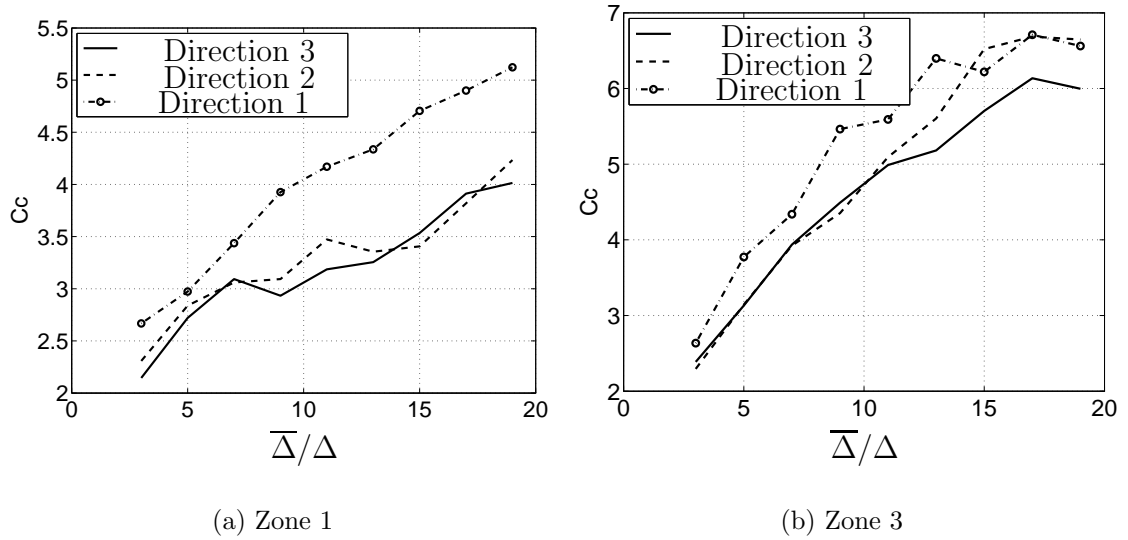 5.5
5
4.5
4
3.5
3
2.5
2
0
5
10
15
20
Cc
Direction 3
Direction 2
Direction 1
Δ̅/Δ
(a) Zone 1
7
6
5
4
3
2
0
5
10
15
20
Cc
Direction 3
Direction 2
Direction 1
Δ̅/Δ
(b) Zone 3